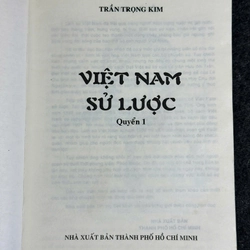 TRẦN TRỌNG KIM
VIỆT NAM
SỬ LƯỢC
Quyển 1
NHÀ XUẤT BẢN THÀNH PHỐ HỒ CHÍ MINH